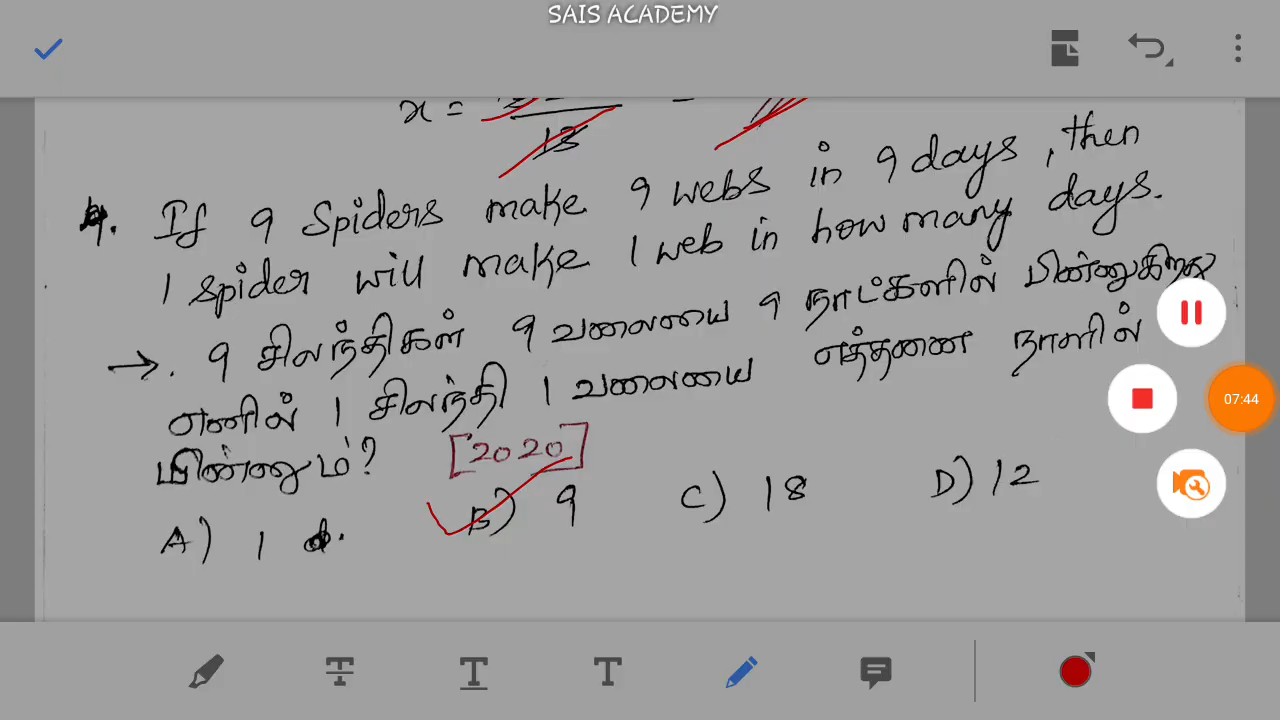 SAIS ACADEMY
x =
13
4. If 9 Spiders make 9 webs in 9 days, then
1 spider will make 1 web in how many days.
→ . 9 சிலந்திகள் 9 வலையை 9 நாட்களில் பின்னுகிறது
எனில் 1 சிலந்தி 1 வலையை எத்தனை நாளில்
பின்னும்? [2020]
A) 1 B) 9 C) 18 D) 12
07:44